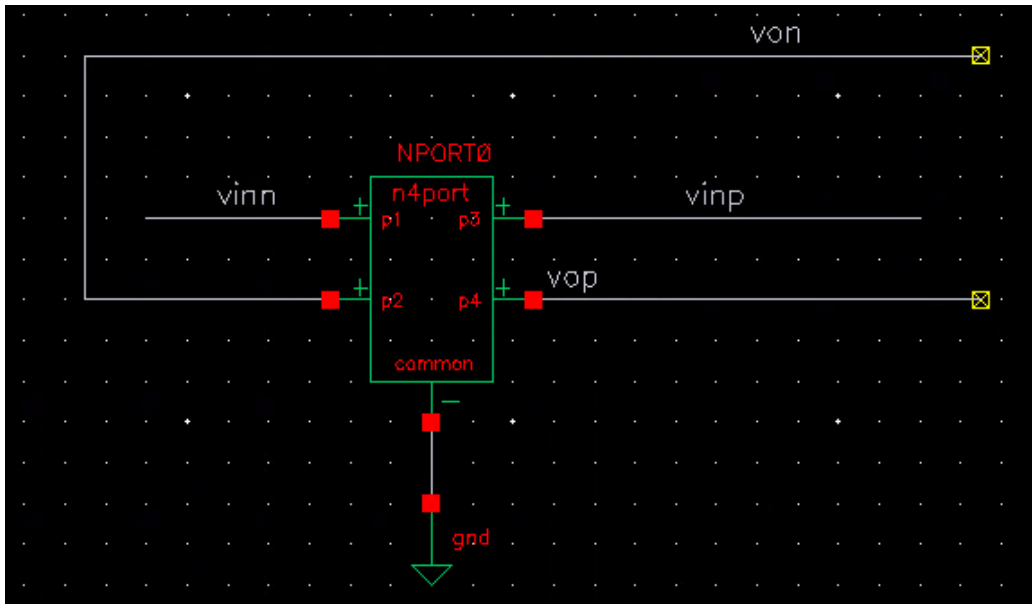 von
NPORT0
n4port
vinn
vinp
p1
p3
vop
p2
p4
common
gnd